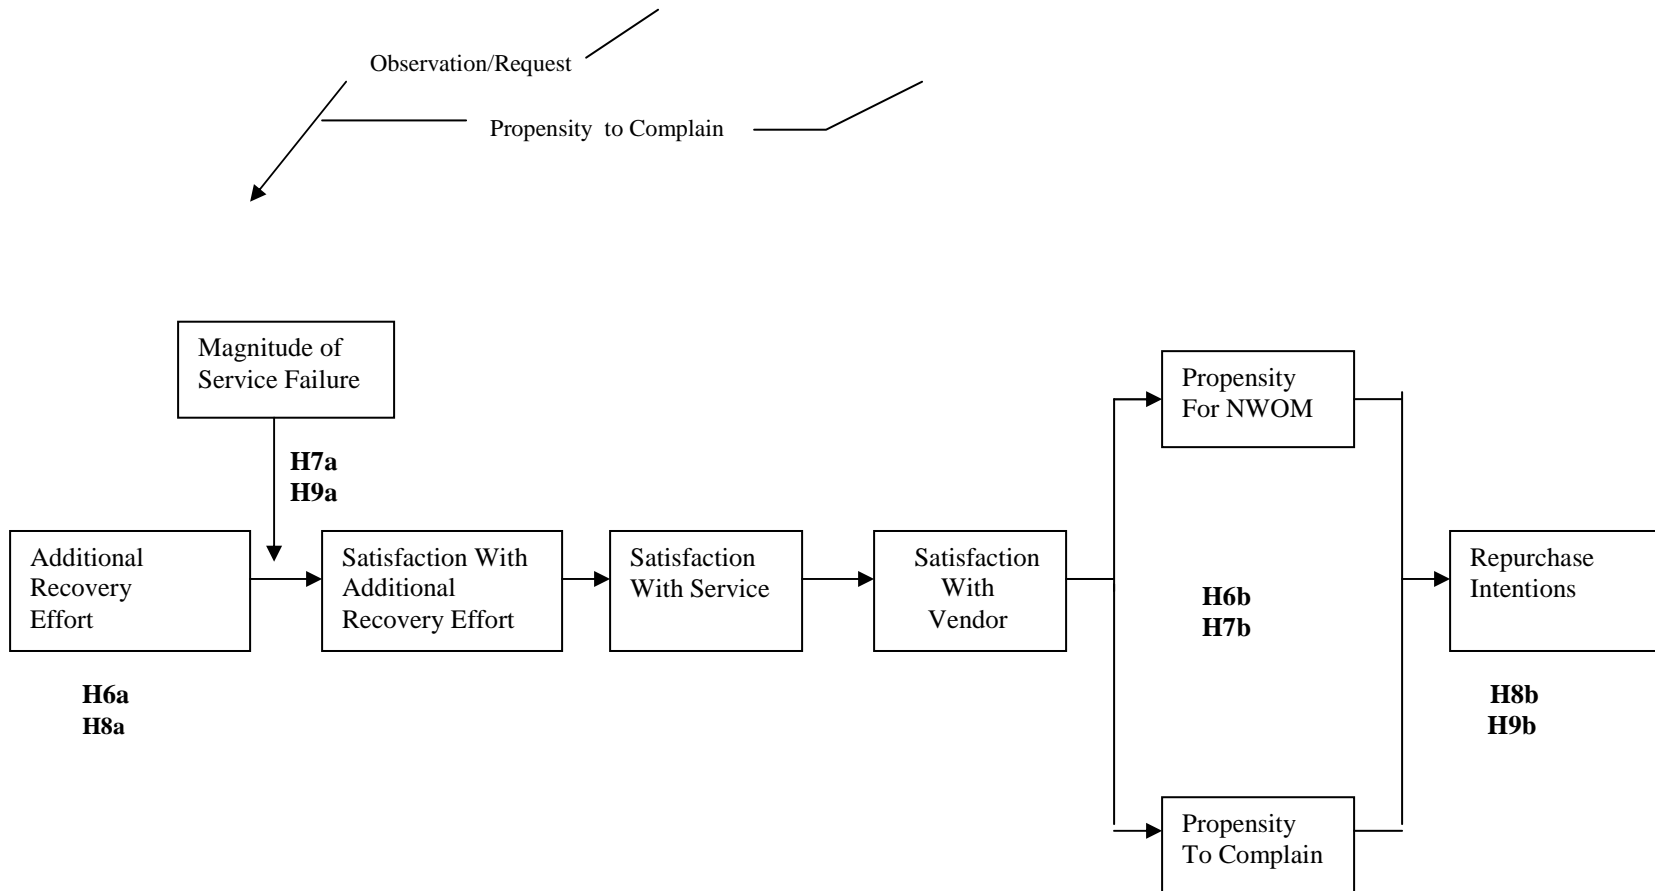 Observation/Request
Propensity to Complain
Magnitude of
Service Failure
H7a
H9a
Additional
Recovery
Effort
Satisfaction With
Additional
Recovery Effort
Satisfaction
With Service
Satisfaction
With
Vendor
Propensity
For NWOM
H6b
H7b
Propensity
To Complain
Repurchase
Intentions
H6a
H8a
H8b
H9b